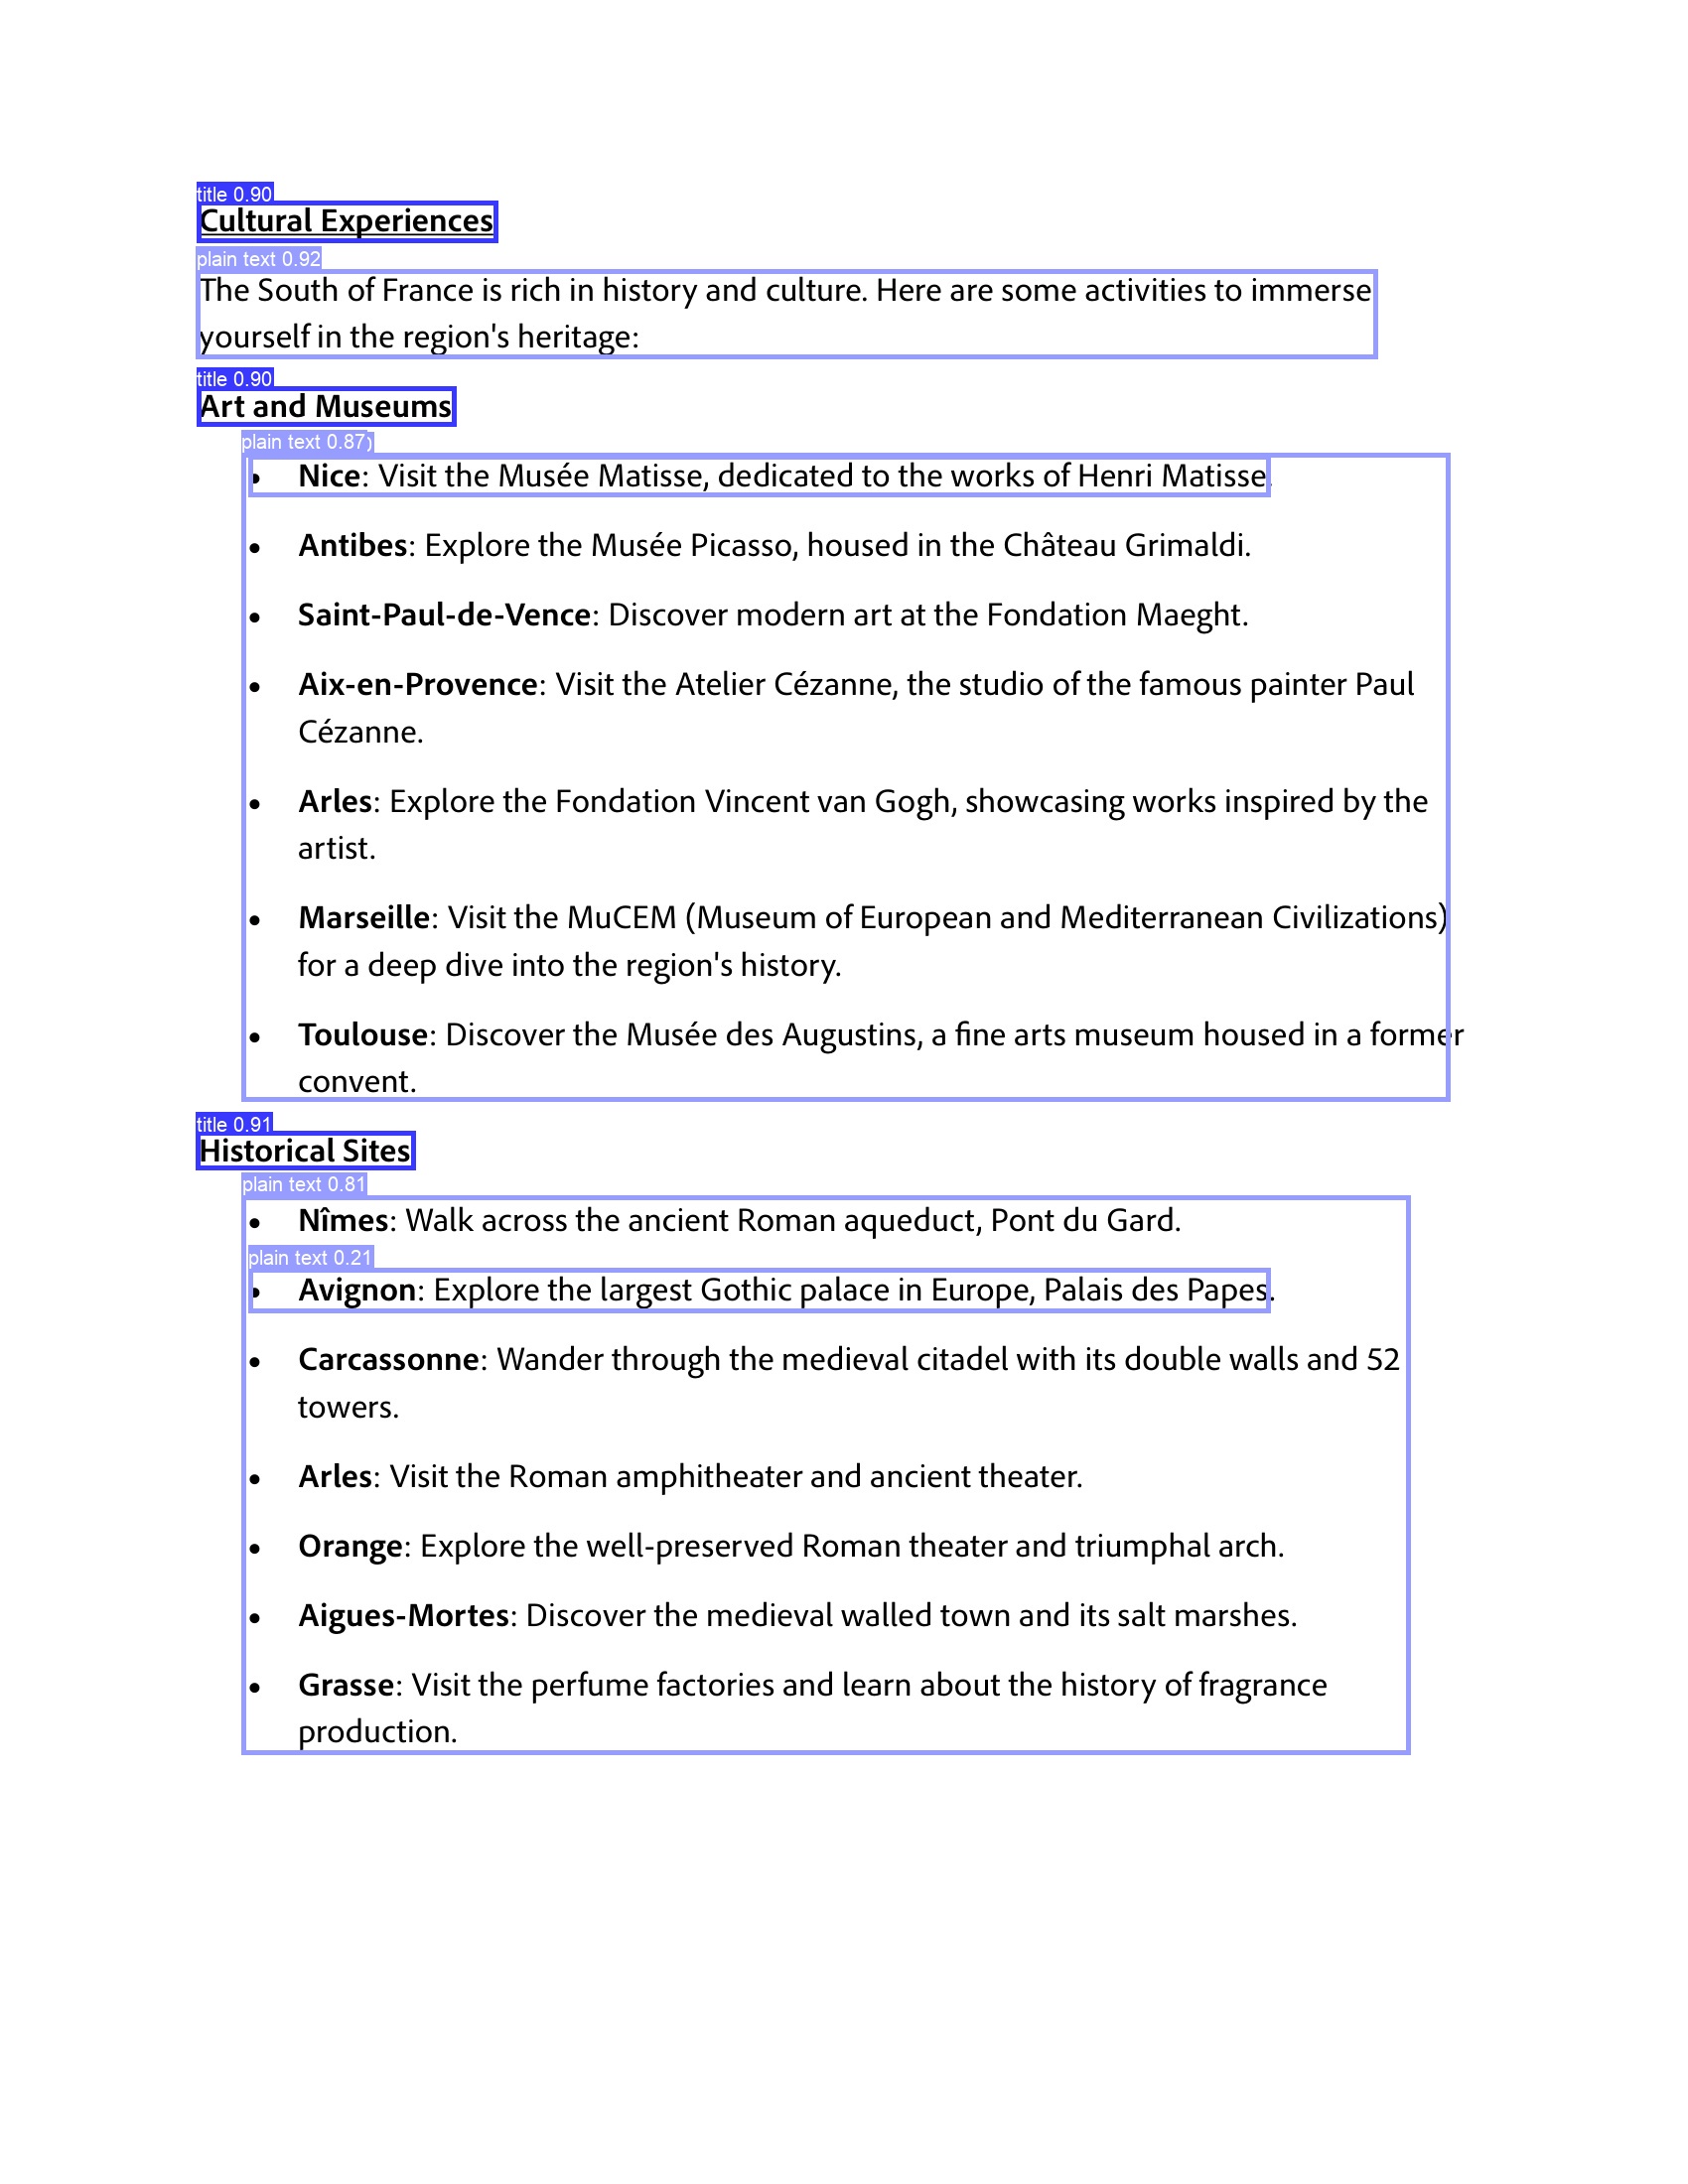 title 0.90
Cultural Experiences
plain text 0.92
The South of France is rich in history and culture. Here are some activities to immerse
yourself in the region's heritage:
title 0.90
Art and Museums
plain text 0.87)
• Nice: Visit the Musée Matisse, dedicated to the works of Henri Matisse.
• Antibes: Explore the Musée Picasso, housed in the Château Grimaldi.
• Saint-Paul-de-Vence: Discover modern art at the Fondation Maeght.
• Aix-en-Provence: Visit the Atelier Cézanne, the studio of the famous painter Paul
Cézanne.
• Arles: Explore the Fondation Vincent van Gogh, showcasing works inspired by the
artist.
• Marseille: Visit the MuCEM (Museum of European and Mediterranean Civilizations)
for a deep dive into the region's history.
• Toulouse: Discover the Musée des Augustins, a fine arts museum housed in a former
convent.
title 0.91
Historical Sites
plain text 0.81
• Nîmes: Walk across the ancient Roman aqueduct, Pont du Gard.
plain text 0.21
• Avignon: Explore the largest Gothic palace in Europe, Palais des Papes.
• Carcassonne: Wander through the medieval citadel with its double walls and 52
towers.
• Arles: Visit the Roman amphitheater and ancient theater.
• Orange: Explore the well-preserved Roman theater and triumphal arch.
• Aigues-Mortes: Discover the medieval walled town and its salt marshes.
• Grasse: Visit the perfume factories and learn about the history of fragrance
production.